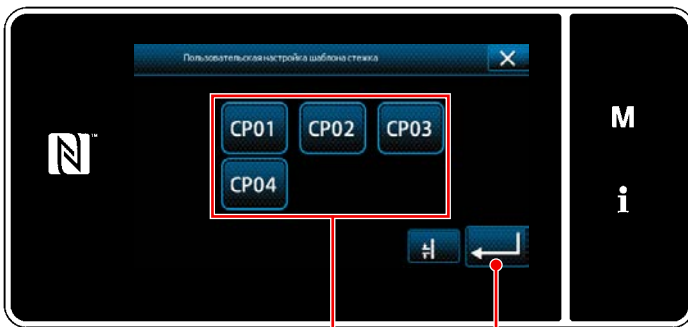 Пользовательская настройка шаблона стежка
CP01 CP02 CP03
CP04
M
i